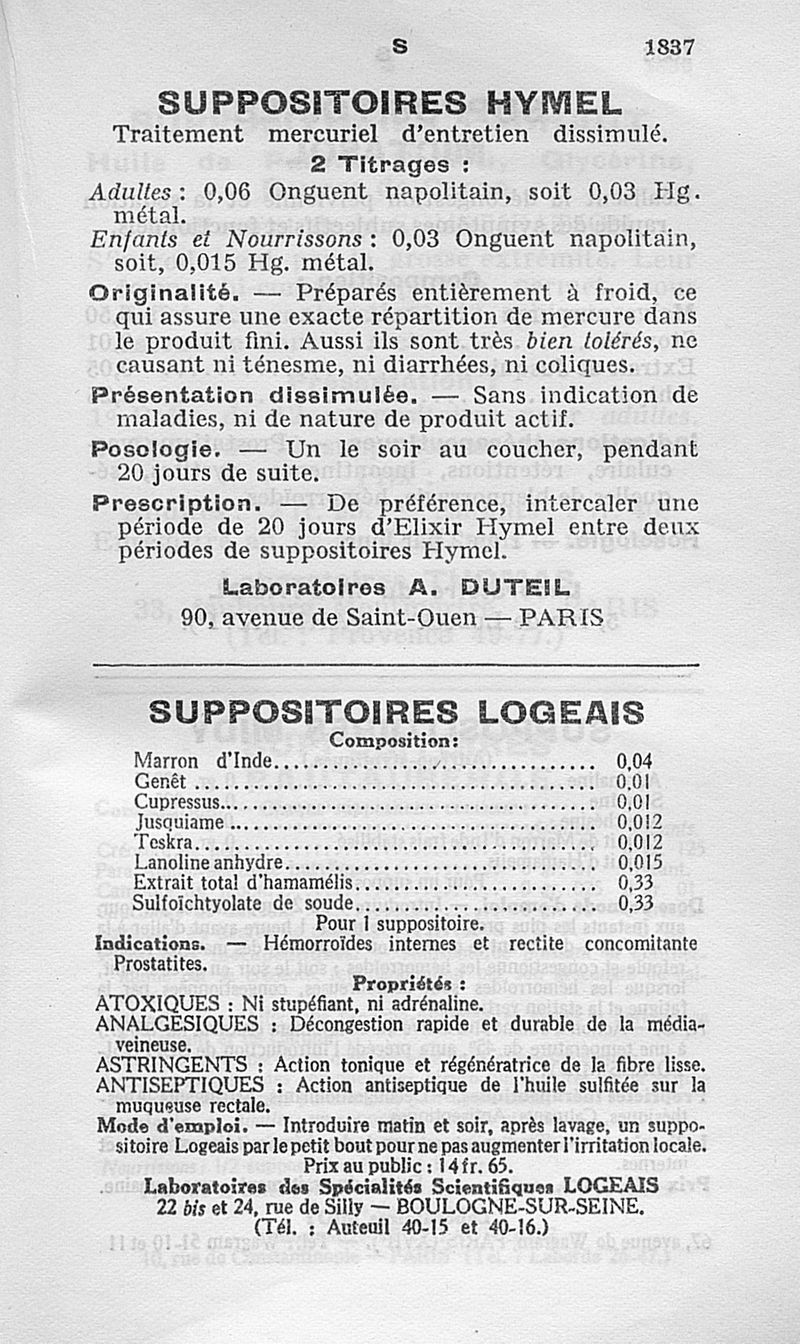 S 1837
SUPPOSITOIRES HYMEL
Traitement mercuriel d'entretien dissimulé.
2 Titrages :
Adultes : 0,06 Onguent napolitain, soit 0,03 Hg.
métal.
Enfants et Nourrissons : 0,03 Onguent napolitain,
soit, 0,015 Hg. métal.
Originalité. — Préparés entièrement à froid, ce
qui assure une exacte répartition de mercure dans
le produit fini. Aussi ils sont très bien tolérés, ne
causant ni ténesme, ni diarrhées, ni coliques.
Présentation dissimulée. — Sans indication de
maladies, ni de nature de produit actif.
Posologie. — Un le soir au coucher, pendant
20 jours de suite.
Prescription. — De préférence, intercaler une
période de 20 jours d'Elixir Hymel entre deux
périodes de suppositoires Hymel.
Laboratoires A. DUTEIL
90, avenue de Saint-Ouen — PARIS
SUPPOSITOIRES LOGEAIS
Composition:
Marron d'Inde................................ 0,04
Genêt ........................................ 0,01
Cupressus..................................... 0,01
Jusquiame .................................... 0,012
Teskra........................................ 0,012
Lanoline anhydre.............................. 0,015
Extrait total d'hamamélis........................ 0,33
Sulfoïchtyolate de soude........................ 0,33
Pour 1 suppositoire.
Indications. — Hémorroïdes internes et rectite concomitante
Prostatites.
Propriétés :
ATOXIQUES : Ni stupéfiant, ni adrénaline.
ANALGESIQUES : Décongestion rapide et durable de la média-
veineuse.
ASTRINGENTS : Action tonique et régénératrice de la fibre lisse.
ANTISEPTIQUES : Action antiseptique de l'huile sulfitée sur la
muqueuse rectale.
Mode d'emploi. — Introduire matin et soir, après lavage, un suppo-
sitoire Logeais par le petit bout pour ne pas augmenter l'irritation locale.
Prix au public : 14 fr. 65.
Laboratoires des Spécialités Scientifiques LOGEAIS
22 bis et 24, rue de Silly — BOULOGNE-SUR-SEINE.
(Tél. : Auteuil 40-15 et 40-16.)